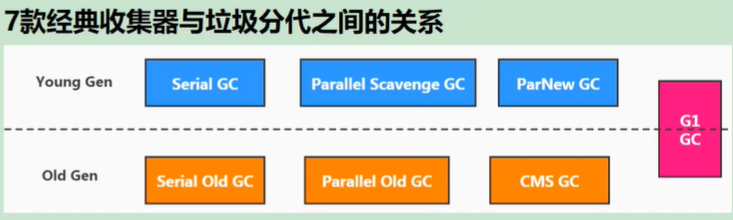 7款经典收集器与垃圾分代之间的关系
Young Gen
Serial GC
Parallel Scavenge GC
ParNew GC
G1
GC
Old Gen
Serial Old GC
Parallel Old GC
CMS GC